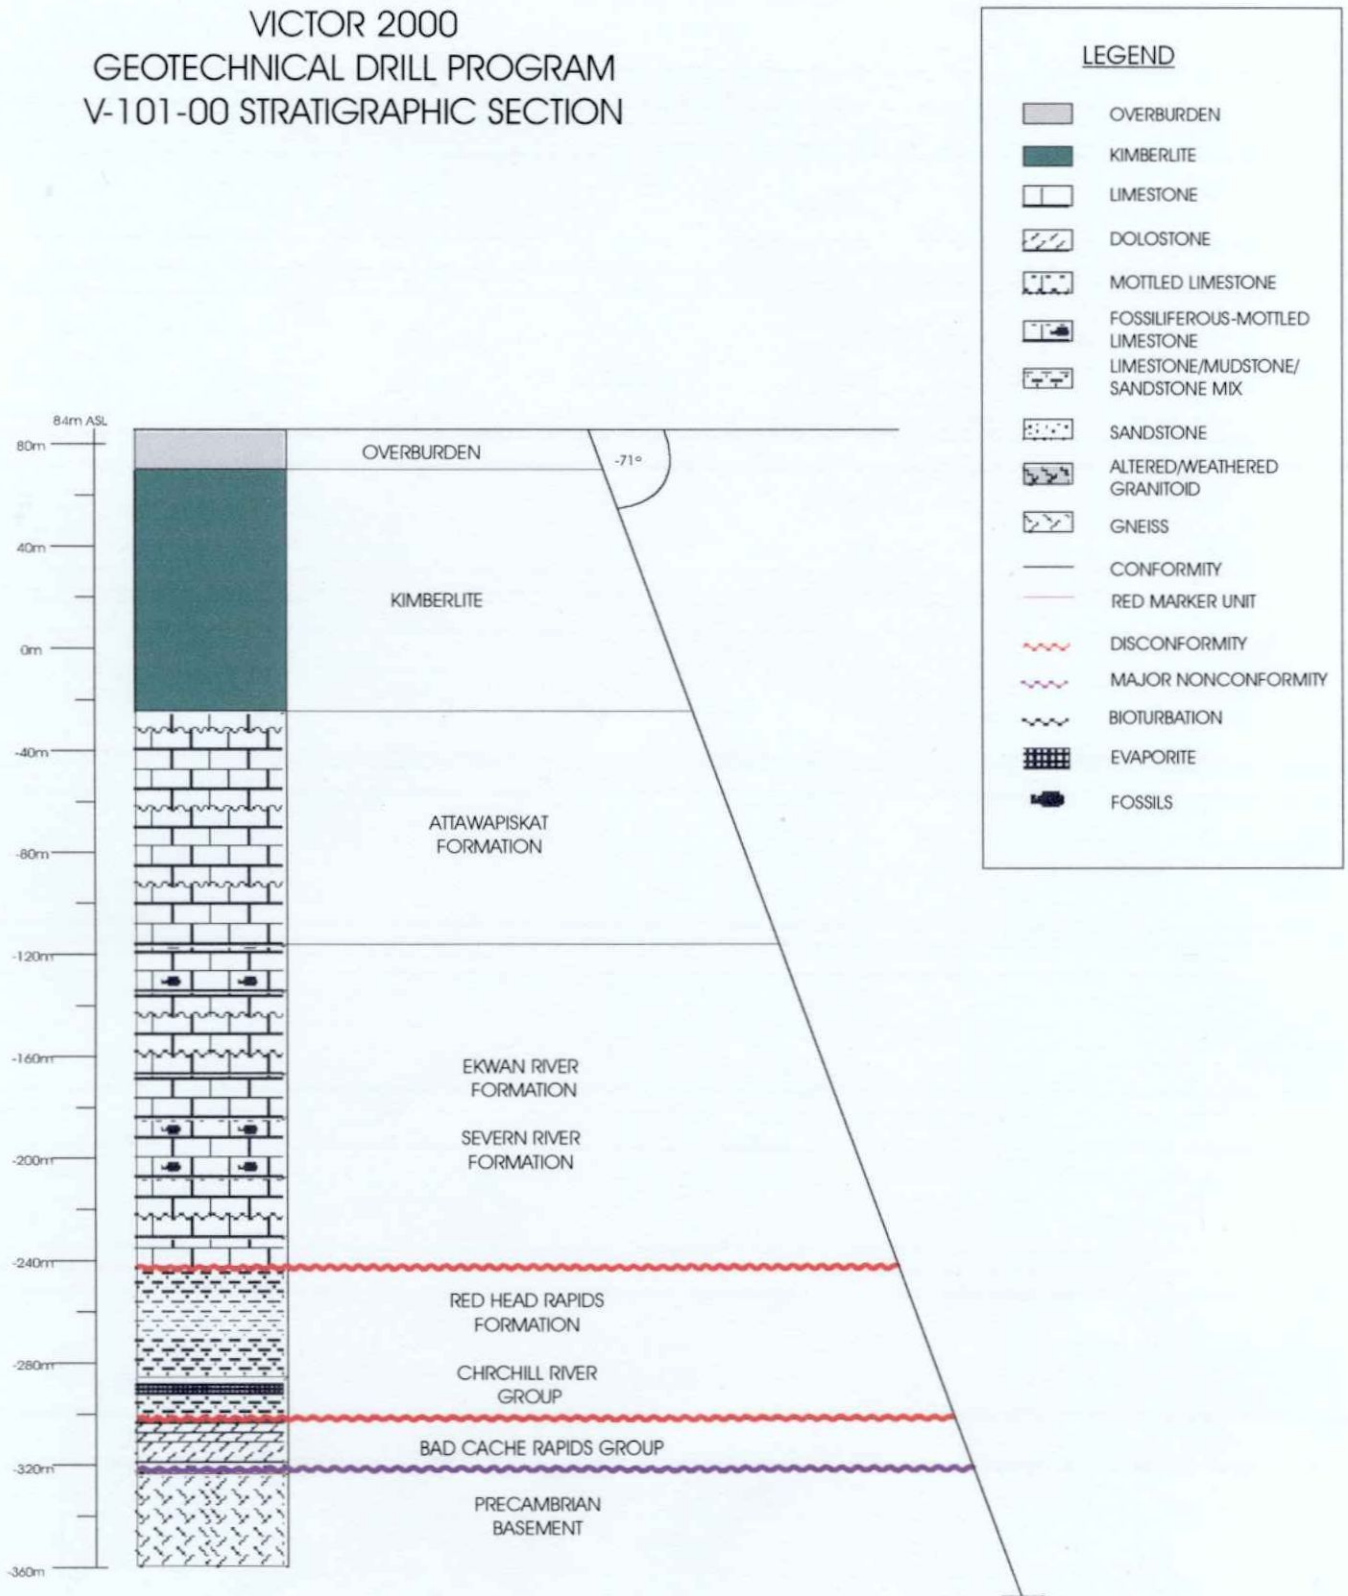 VICTOR 2000
GEOTECHNICAL DRILL PROGRAM
V-101-00 STRATIGRAPHIC SECTION
LEGEND
OVERBURDEN
KIMBERLITE
LIMESTONE
DOLOSTONE
MOTTLED LIMESTONE
FOSSILIFEROUS-MOTTLED
LIMESTONE
LIMESTONE/MUDSTONE/
SANDSTONE MIX
SANDSTONE
ALTERED/WEATHERED
GRANITOID
GNEISS
CONFORMITY
RED MARKER UNIT
DISCONFORMITY
MAJOR NONCONFORMITY
BIOTURBATION
EVAPORITE
FOSSILS
84m ASL
80m
40m
0m
-40m
-80m
-120m
-160m
-200m
-240m
-280m
-320m
-360m
OVERBURDEN
-71°
KIMBERLITE
ATTAWAPISKAT
FORMATION
EKWAN RIVER
FORMATION
SEVERN RIVER
FORMATION
RED HEAD RAPIDS
FORMATION
CHRCHILL RIVER
GROUP
BAD CACHE RAPIDS GROUP
PRECAMBRIAN
BASEMENT